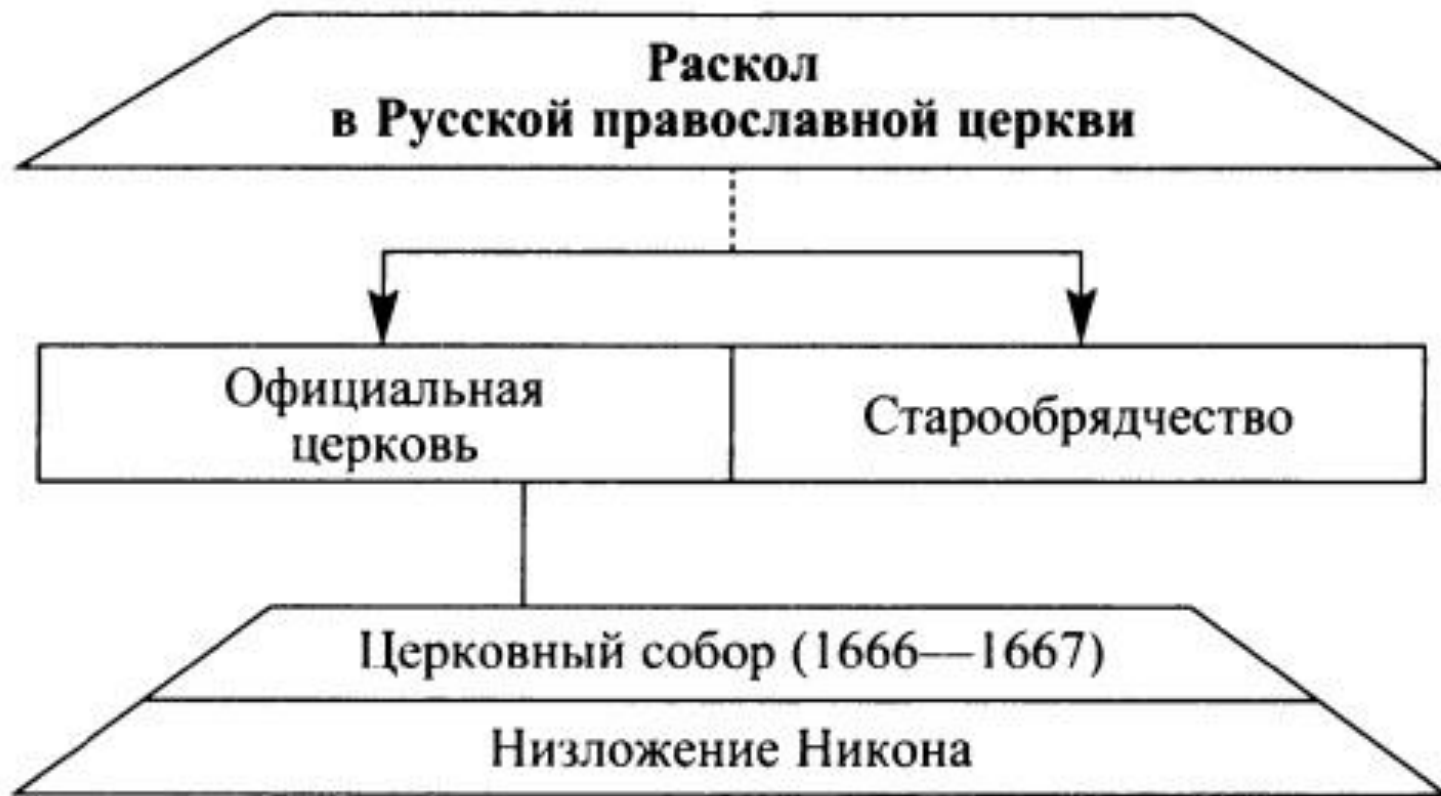 Раскол
в Русской православной церкви
Официальная
церковь
Старообрядчество
Церковный собор (1666—1667)
Низложение Никона